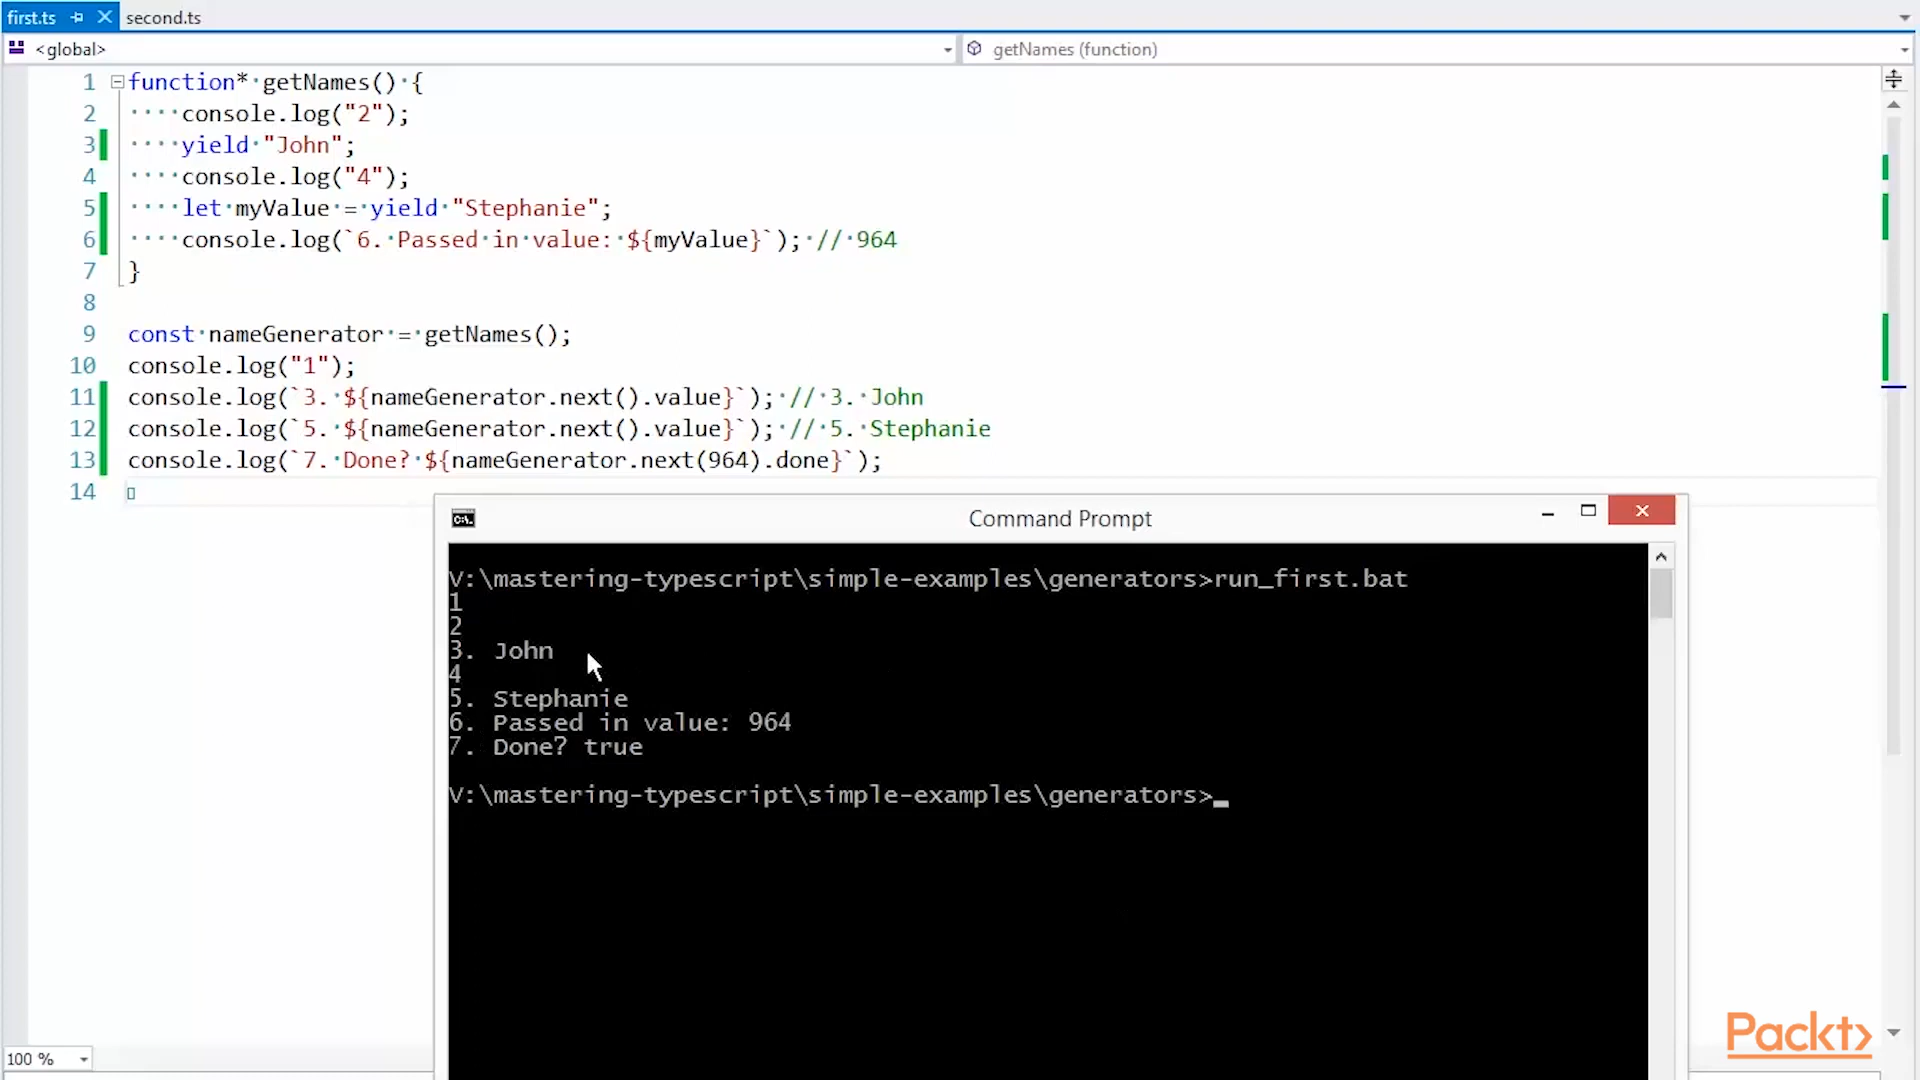 first.ts
second.ts
<global>
getNames (function)
1 function* getNames() {
2 console.log("2");
3 yield "John";
4 console.log("4");
5 let myValue = yield "Stephanie";
6 console.log(`6. Passed in value: ${myValue}`); // 964
7 }
8
9 const nameGenerator = getNames();
10 console.log("1");
11 console.log(`3. ${nameGenerator.next().value}`); // 3. John
12 console.log(`5. ${nameGenerator.next().value}`); // 5. Stephanie
13 console.log(`7. Done? ${nameGenerator.next(964).done}`);
14
Command Prompt
V:\mastering-typescript\simple-examples\generators>run_first.bat
1
2
3. John
4
5. Stephanie
6. Passed in value: 964
7. Done? true
V:\mastering-typescript\simple-examples\generators>_
100 %
Packt>